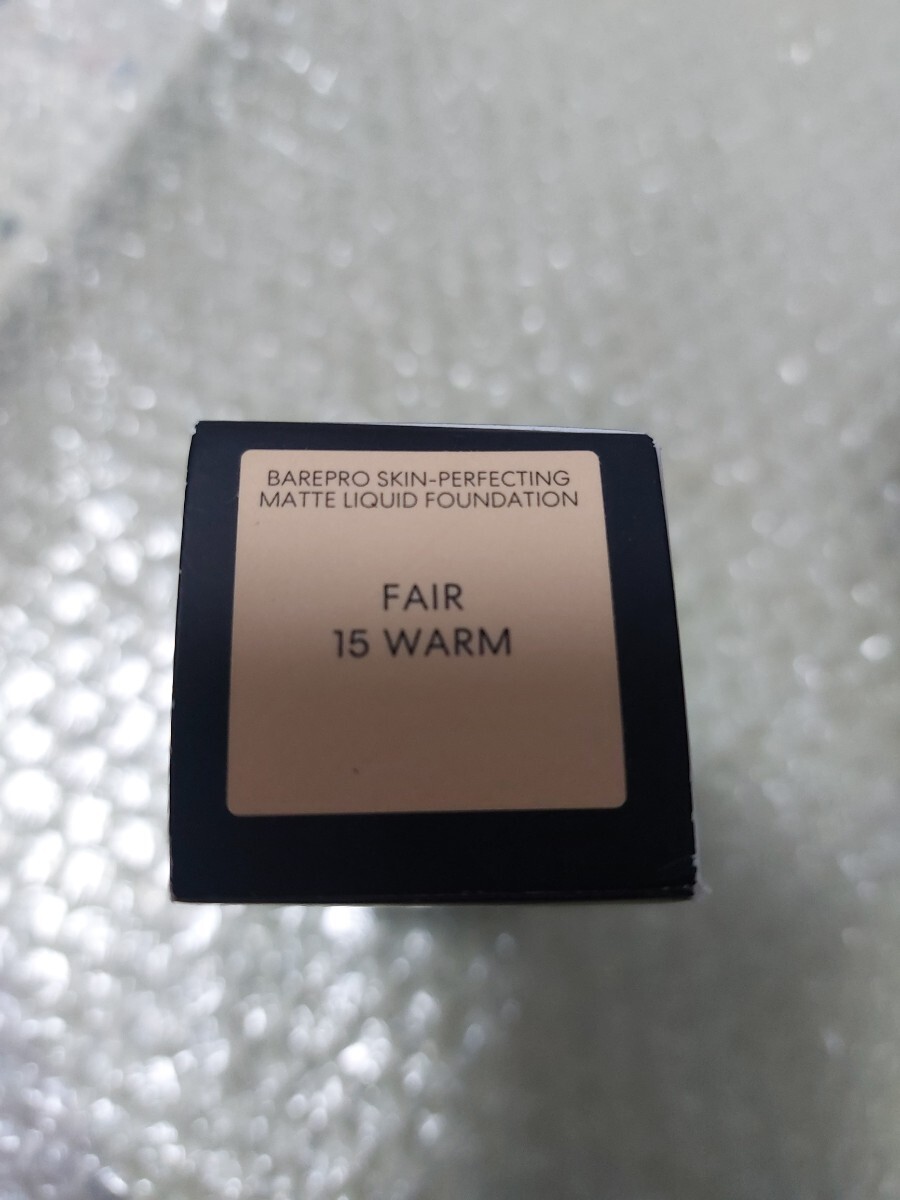 BAREPRO SKIN-PERFECTING
MATTE LIQUID FOUNDATION
FAIR
15 WARM